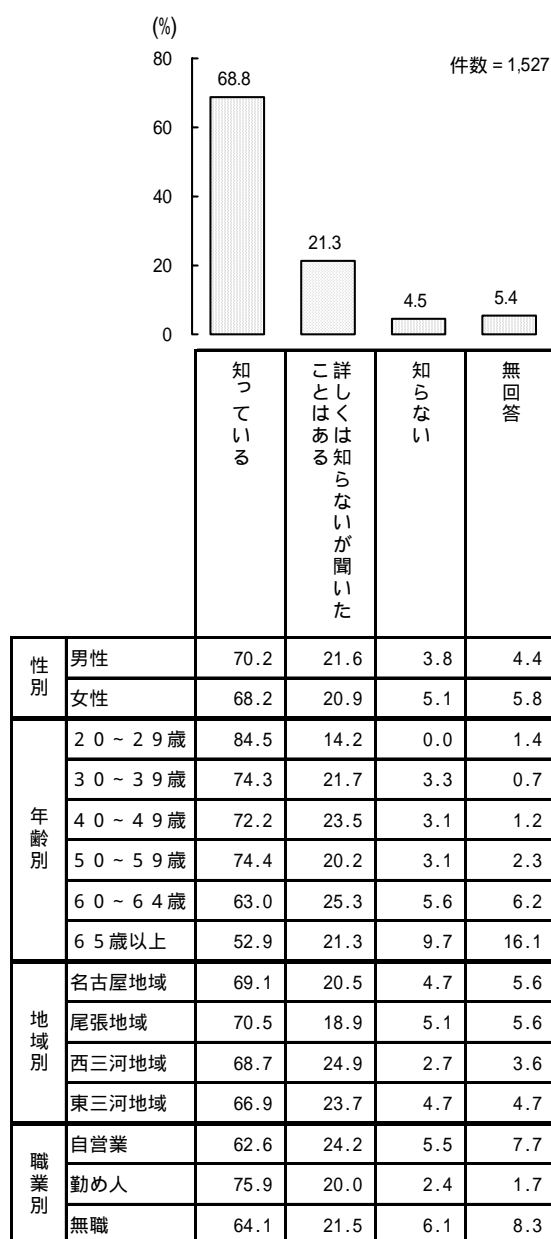 (%)
80
60
40
20
0
件数 = 1,527
68.8
21.3
4.5
5.4
知っている
詳しくは知らないが聞いた
ことはある
知らない
無回答
性別
男性 70.2 21.6 3.8 4.4
女性 68.2 20.9 5.1 5.8
年齢別
20~29歳 84.5 14.2 0.0 1.4
30~39歳 74.3 21.7 3.3 0.7
40~49歳 72.2 23.5 3.1 1.2
50~59歳 74.4 20.2 3.1 2.3
60~64歳 63.0 25.3 5.6 6.2
65歳以上 52.9 21.3 9.7 16.1
地域別
名古屋地域 69.1 20.5 4.7 5.6
尾張地域 70.5 18.9 5.1 5.6
西三河地域 68.7 24.9 2.7 3.6
東三河地域 66.9 23.7 4.7 4.7
職業別
自営業 62.6 24.2 5.5 7.7
勤め人 75.9 20.0 2.4 1.7
無職 64.1 21.5 6.1 8.3